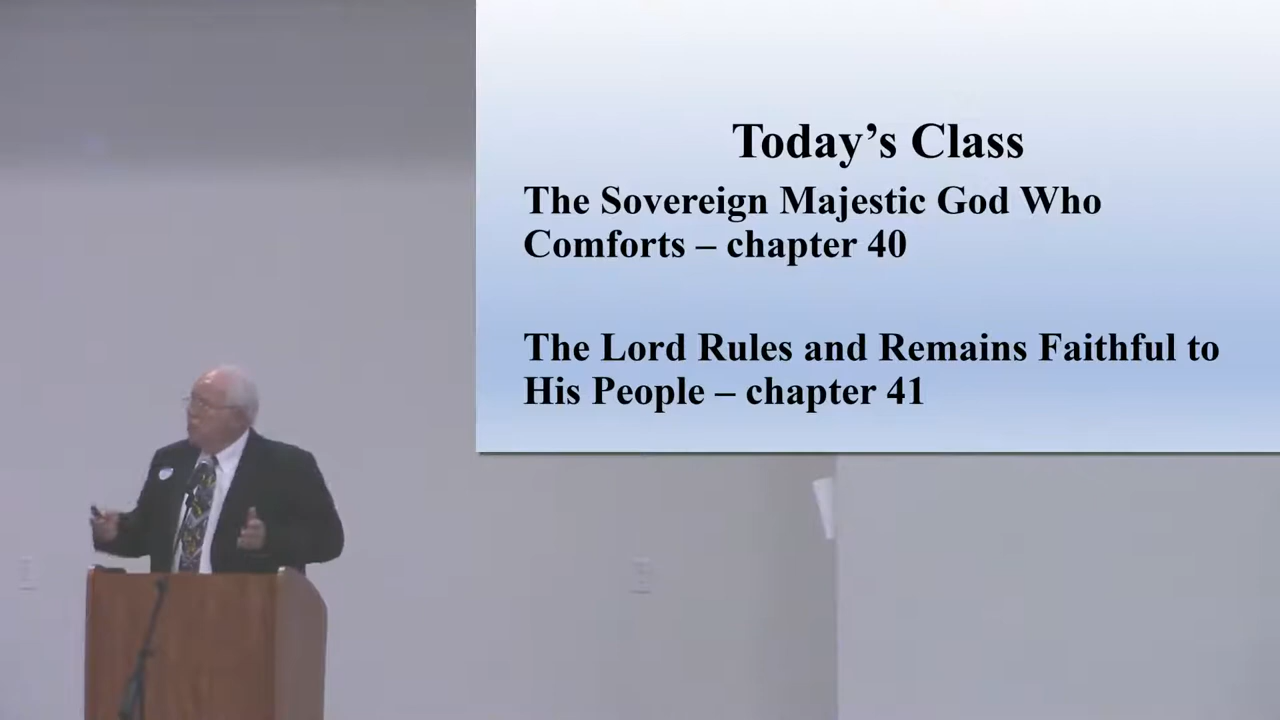 Today’s Class
The Sovereign Majestic God Who
Comforts – chapter 40
The Lord Rules and Remains Faithful to
His People – chapter 41